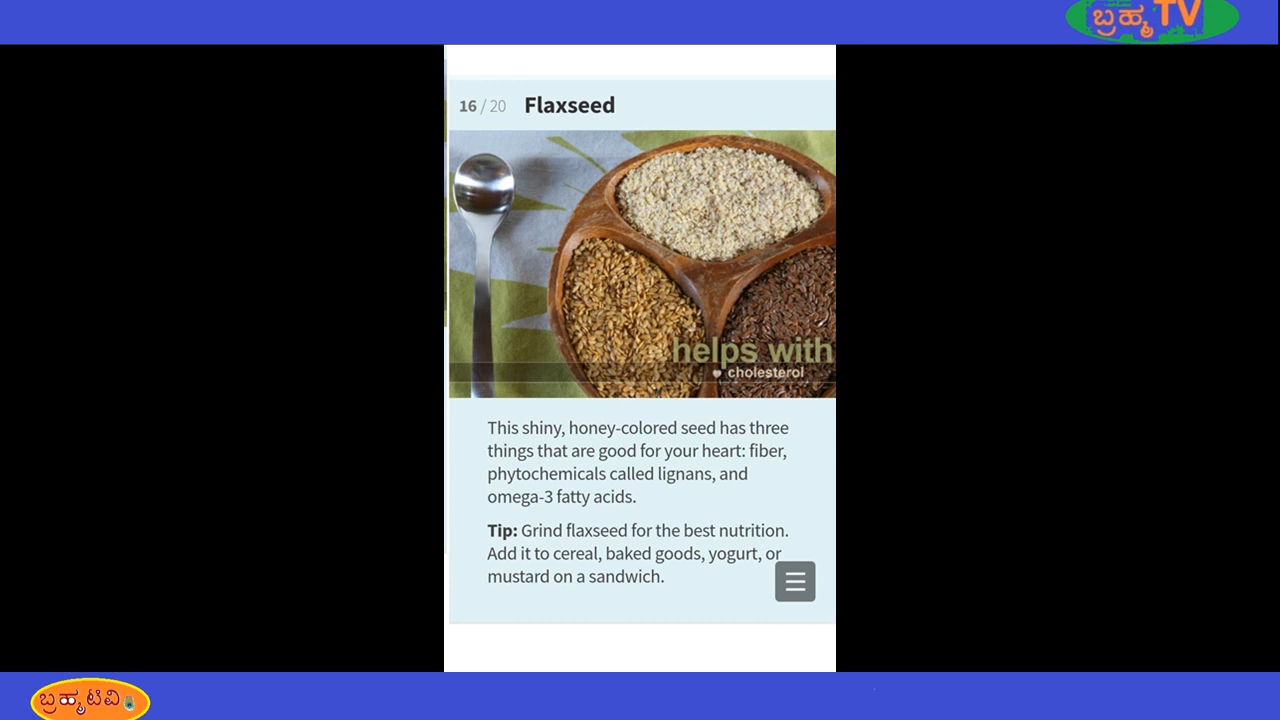 ಬ್ರಹ್ಮ TV
16 / 20 Flaxseed
helps with
cholesterol
This shiny, honey-colored seed has three
things that are good for your heart: fiber,
phytochemicals called lignans, and
omega-3 fatty acids.
Tip: Grind flaxseed for the best nutrition.
Add it to cereal, baked goods, yogurt, or
mustard on a sandwich.
ಬ್ರಹ್ಮ ಟಿವಿ